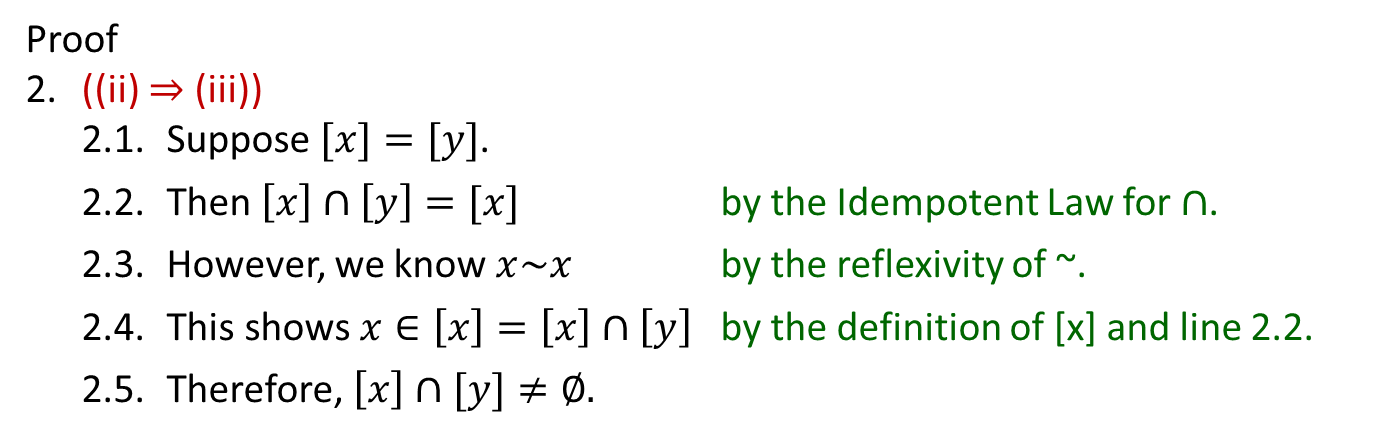 Proof
2. ((ii) ⇒ (iii))
2.1. Suppose [x] = [y].
2.2. Then [x] ∩ [y] = [x] by the Idempotent Law for ∩.
2.3. However, we know x~x by the reflexivity of ~.
2.4. This shows x ∈ [x] = [x] ∩ [y] by the definition of [x] and line 2.2.
2.5. Therefore, [x] ∩ [y] ≠ ∅.